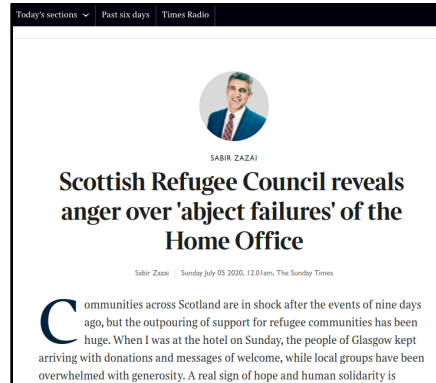 Today's sections Past six days Times Radio
SABIR ZAZAI
Scottish Refugee Council reveals
anger over 'abject failures' of the
Home Office
Sabir Zazai | Sunday July 05 2020, 12.01am, The Sunday Times
Communities across Scotland are in shock after the events of nine days
ago, but the outpouring of support for refugee communities has been
huge. When I was at the hotel on Sunday, the people of Glasgow kept
arriving with donations and messages of welcome, while local groups have been
overwhelmed with generosity. A real sign of hope and human solidarity is